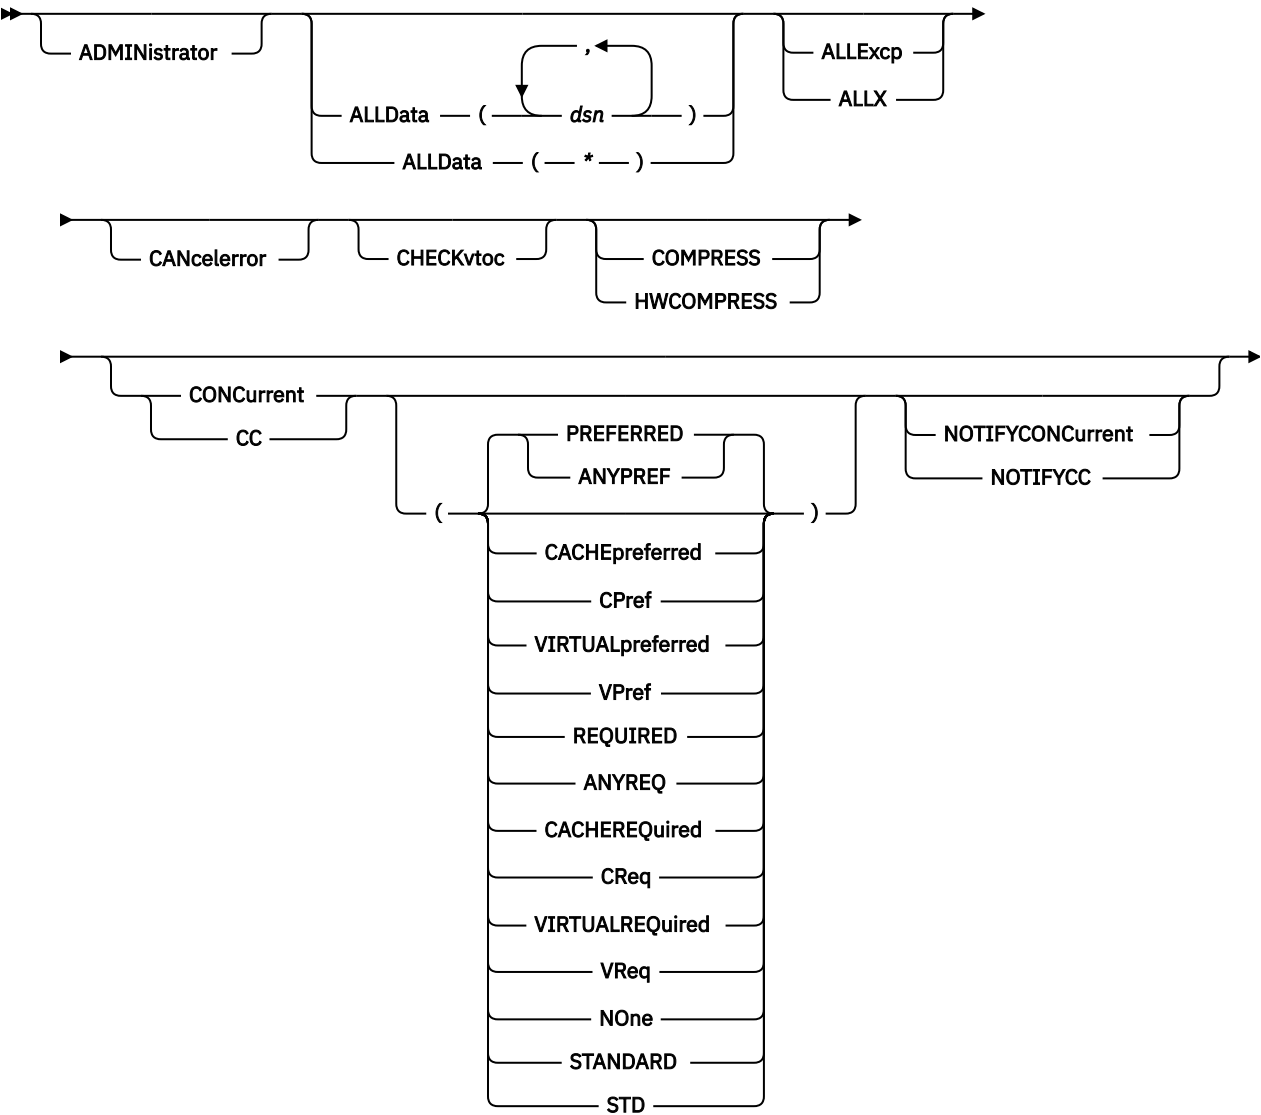 ADMINistrator
,
ALLData ( dsn )
ALLData ( * )
ALLExcp
ALLX
CANcelerror
CHECKvtoc
COMPRESS
HWCOMPRESS
CONCurrent
CC
(
PREFERRED
ANYPREF
CACHEpreferred
CPref
VIRTUALpreferred
VPref
REQUIRED
ANYREQ
CACHEREQuired
CReq
VIRTUALREQuired
VReq
NOne
STANDARD
STD
)
NOTIFYCONCurrent
NOTIFYCC